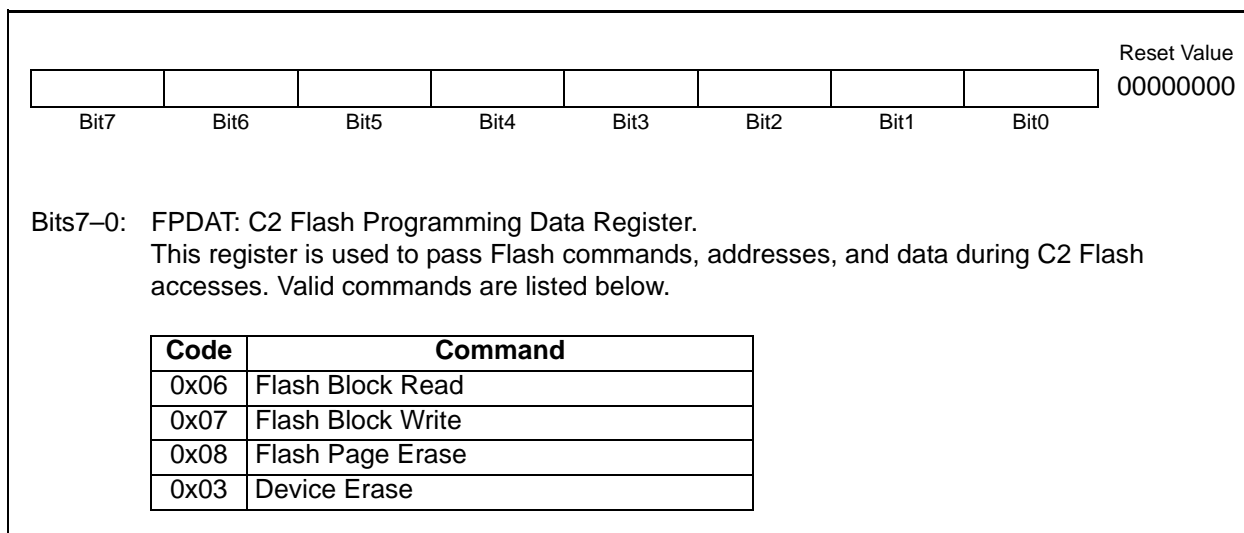 Reset Value
00000000
Bit7 Bit6 Bit5 Bit4 Bit3 Bit2 Bit1 Bit0
Bits7–0: FPDAT: C2 Flash Programming Data Register.
This register is used to pass Flash commands, addresses, and data during C2 Flash
accesses. Valid commands are listed below.
Code Command
0x06 Flash Block Read
0x07 Flash Block Write
0x08 Flash Page Erase
0x03 Device Erase